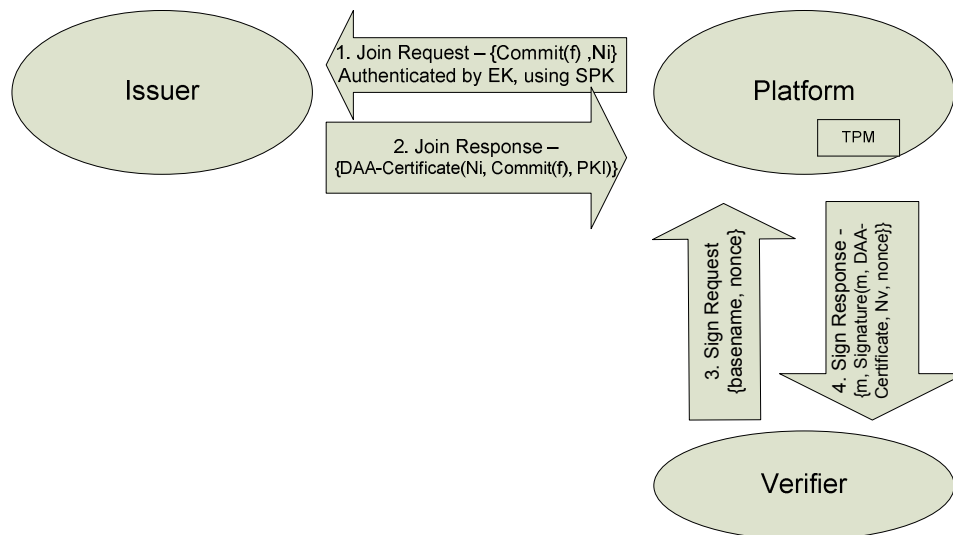 Issuer
1. Join Request – {Commit(f) ,Ni}
Authenticated by EK, using SPK
Platform
TPM
2. Join Response –
{DAA-Certificate(Ni, Commit(f), PKI)}
3. Sign Request
{basename, nonce}
4. Sign Response -
{m, Signature(m, DAA-
Certificate, Nv, nonce}}
Verifier